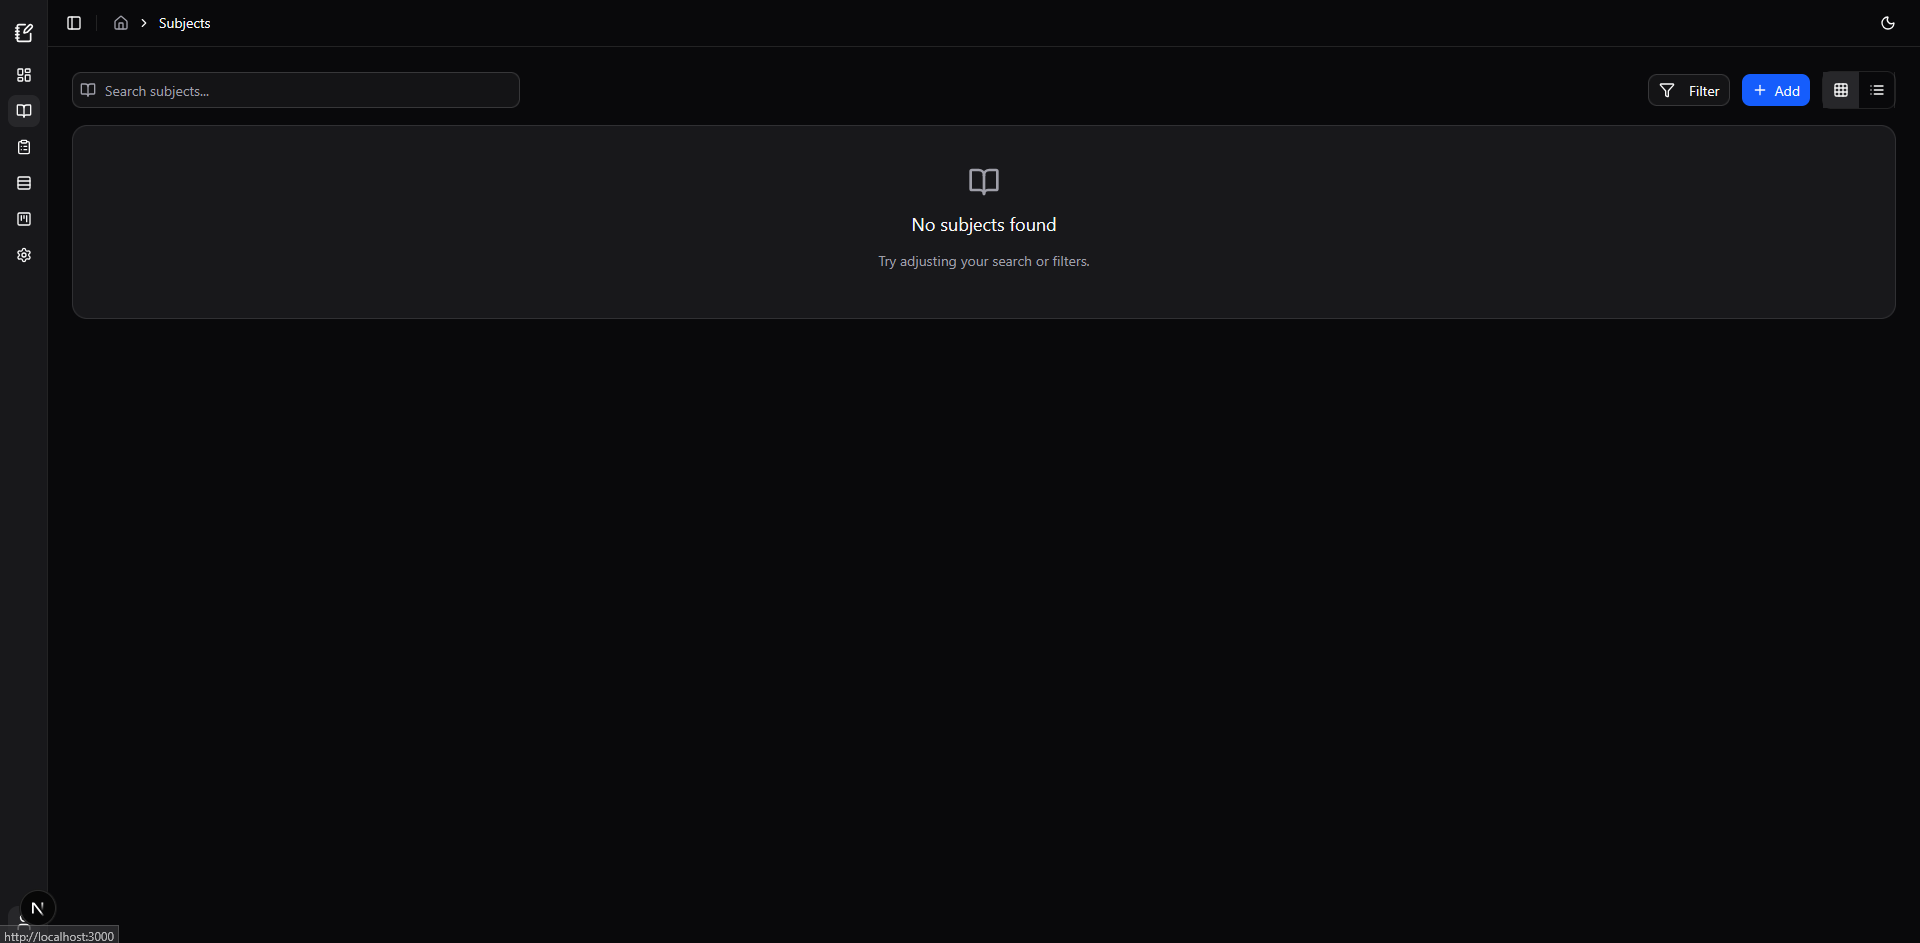 Subjects
Search subjects...
Filter
Add
No subjects found
Try adjusting your search or filters.
N
http://localhost:3000